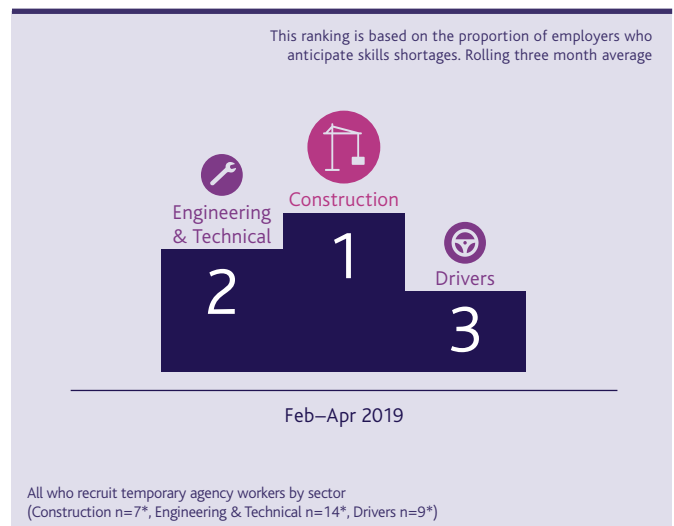 This ranking is based on the proportion of employers who
anticipate skills shortages. Rolling three month average
Construction
1
Engineering
& Technical
2
Drivers
3
Feb–Apr 2019
All who recruit temporary agency workers by sector
(Construction n=7*, Engineering & Technical n=14*, Drivers n=9*)